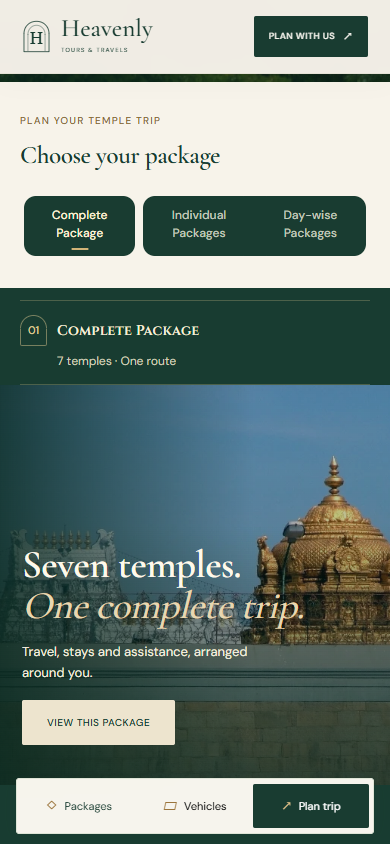 H
Heavenly
TOURS & TRAVELS
PLAN WITH US ↗
PLAN YOUR TEMPLE TRIP
Choose your package
Complete
Package
Individual
Packages
Day-wise
Packages
01
COMPLETE PACKAGE
7 temples · One route
Seven temples.
One complete trip.
Travel, stays and assistance, arranged
around you.
VIEW THIS PACKAGE
Packages
Vehicles
↗ Plan trip